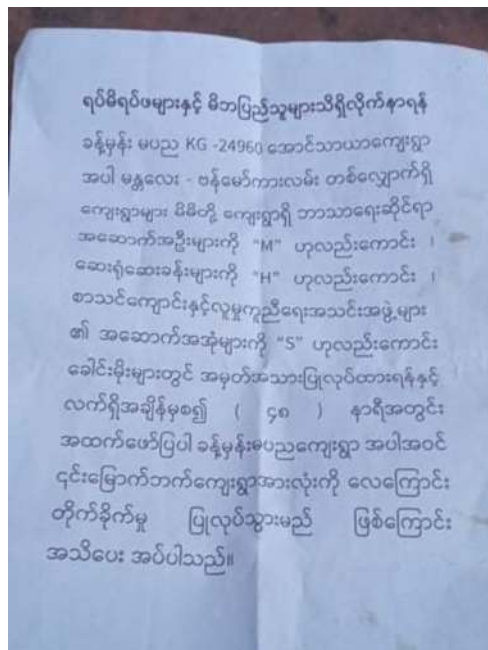 ရပ်မိရပ်ဖများနှင့် မိဘပြည်သူများသိရှိလိုက်နာရန်
ခန့်မှန်း မပည KG -24960 အောင်သာယာကျေးရွာ
အပါ မန္တလေး - ဗန်မော်ကားလမ်း တစ်လျှောက်ရှိ
ကျေးရွာများ မိမိတို့ ကျေးရွာရှိ ဘာသာရေးဆိုင်ရာ
အဆောက်အဦးများကို "M" ဟုလည်းကောင်း ၊
ဆေးရုံဆေးခန်းများကို "H" ဟုလည်းကောင်း ၊
စာသင်ကျောင်းနှင့်လူမှုကူညီရေးအသင်းအဖွဲ့များ
၏ အဆောက်အအုံများကို "S" ဟုလည်းကောင်း
ခေါင်းမိုးများတွင် အမှတ်အသားပြုလုပ်ထားရန်နှင့်
လက်ရှိအချိန်မှစ၍ ( ၄၈ ) နာရီအတွင်း
အထက်ဖော်ပြပါ ခန့်မှန်းမပညကျေးရွာ အပါအဝင်
၎င်းမြောက်ဘက်ကျေးရွာအားလုံးကို လေကြောင်း
တိုက်ခိုက်မှု ပြုလုပ်သွားမည် ဖြစ်ကြောင်း
အသိပေး အပ်ပါသည်။